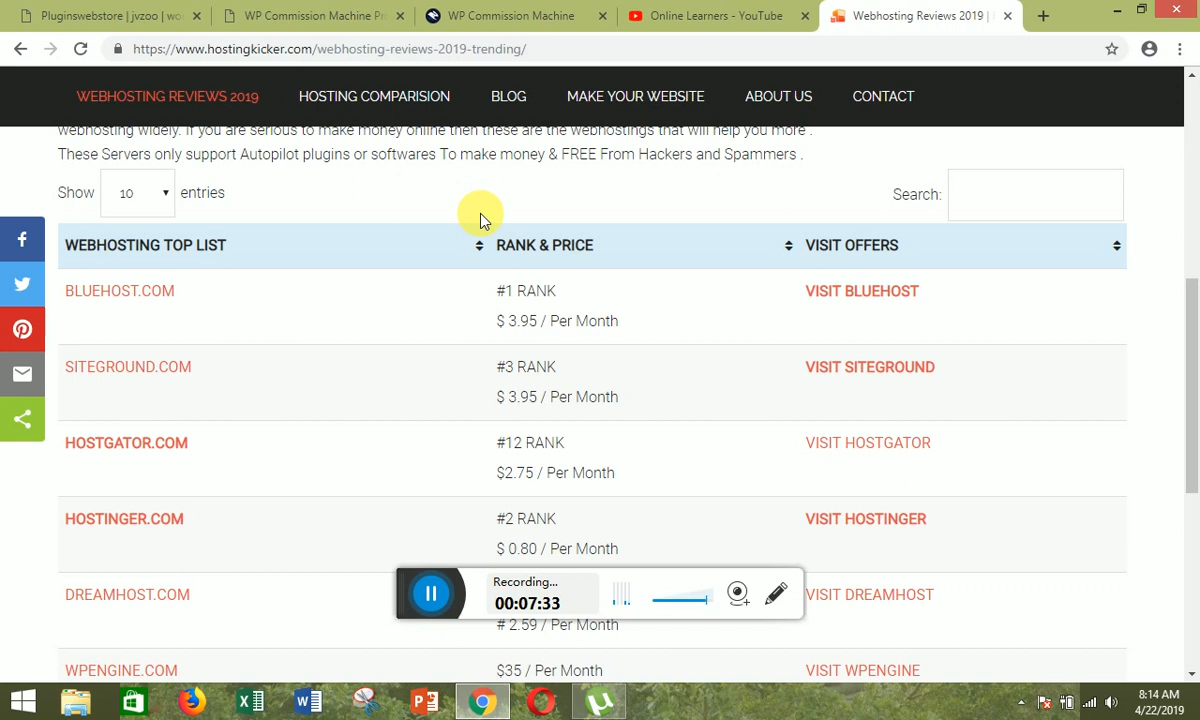 Pluginswebstore | jvzoo | wo
WP Commission Machine Pr
WP Commission Machine
Online Learners - YouTube
Webhosting Reviews 2019 |
https://www.hostingkicker.com/webhosting-reviews-2019-trending/
WEBHOSTING REVIEWS 2019
HOSTING COMPARISION
BLOG
MAKE YOUR WEBSITE
ABOUT US
CONTACT
webhosting widely. If you are serious to make money online then these are the webhostings that will help you more .
These Servers only support Autopilot plugins or softwares To make money & FREE From Hackers and Spammers .
Show 10 entries
Search:
WEBHOSTING TOP LIST
RANK & PRICE
VISIT OFFERS
BLUEHOST.COM
#1 RANK
$ 3.95 / Per Month
VISIT BLUEHOST
SITEGROUND.COM
#3 RANK
$ 3.95 / Per Month
VISIT SITEGROUND
HOSTGATOR.COM
#12 RANK
$2.75 / Per Month
VISIT HOSTGATOR
HOSTINGER.COM
#2 RANK
$ 0.80 / Per Month
VISIT HOSTINGER
DREAMHOST.COM
# 2.59 / Per Month
VISIT DREAMHOST
WPENGINE.COM
$35 / Per Month
VISIT WPENGINE
Recording...
00:07:33
8:14 AM
4/22/2019